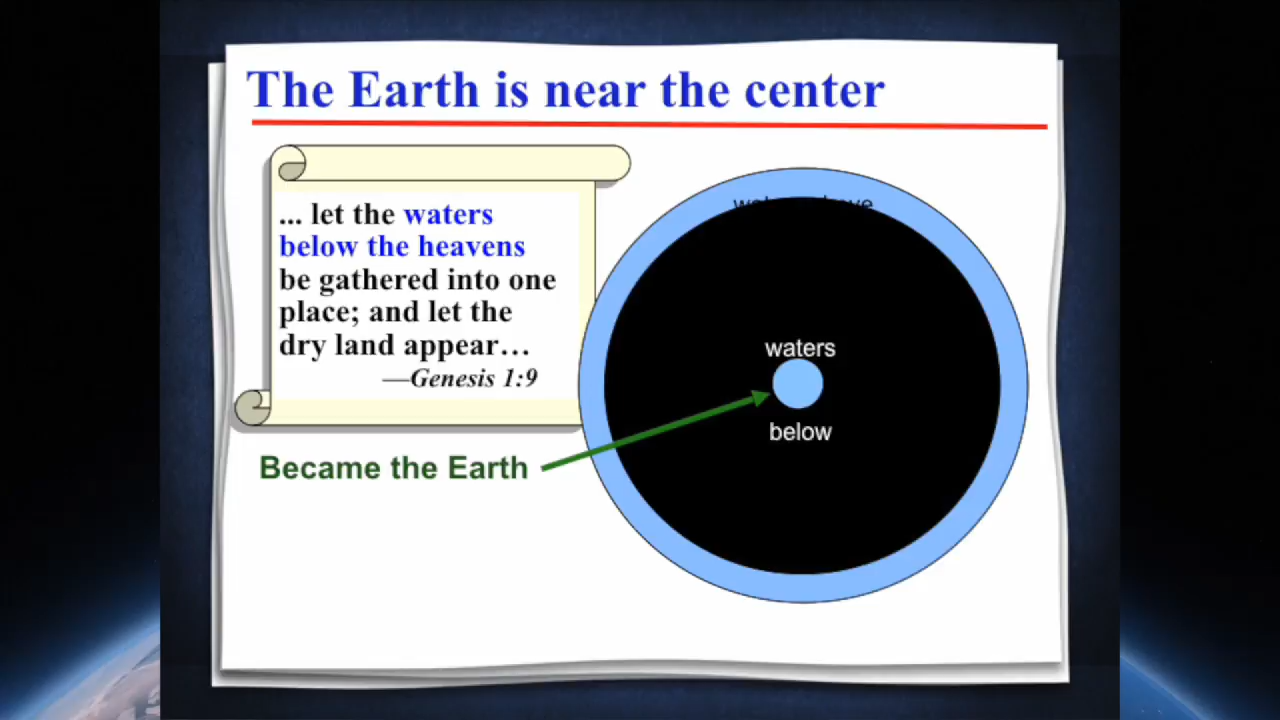 The Earth is near the center
... let the waters
below the heavens
be gathered into one
place; and let the
dry land appear…
—Genesis 1:9
waters
below
Became the Earth